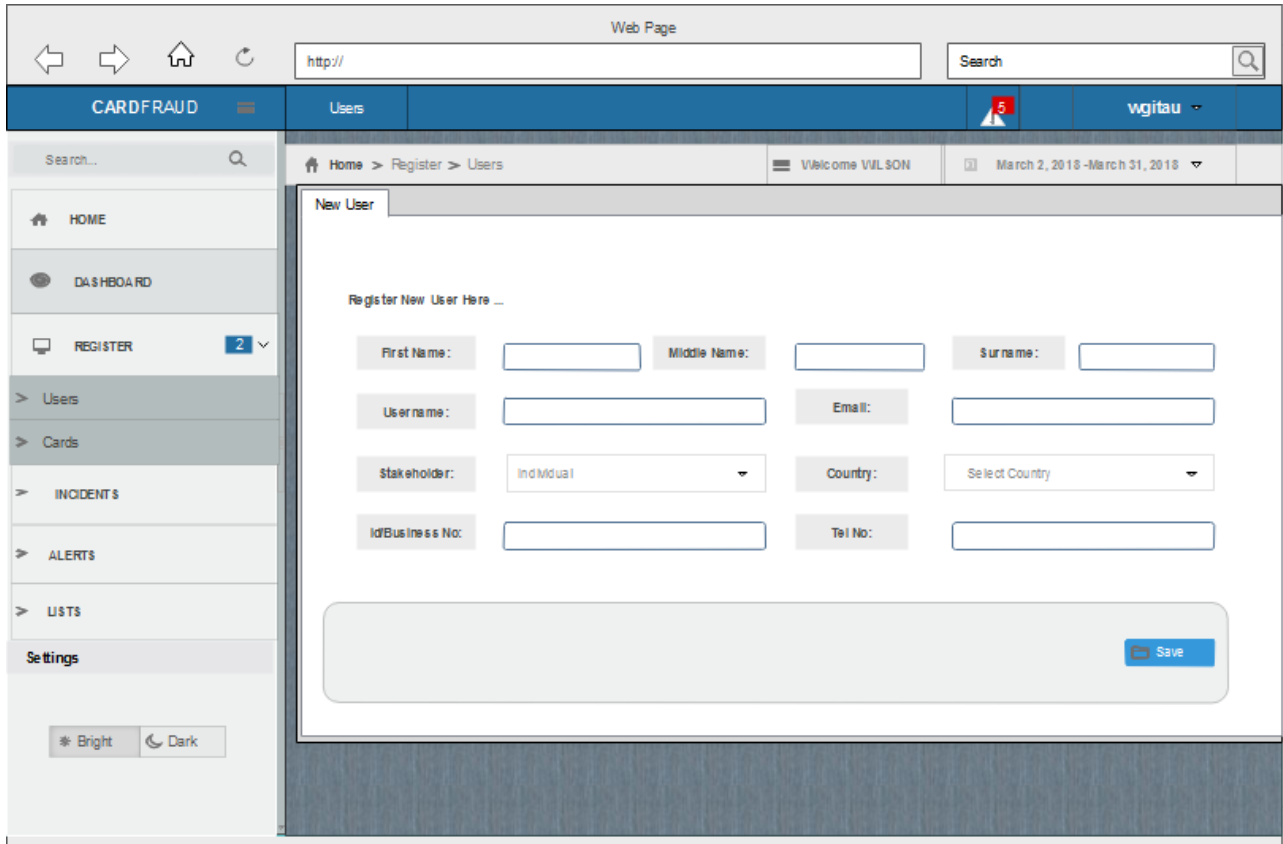 Web Page
http://
Search
CARDFRAUD
Users
5
wgitau
Search...
Home > Register > Users
Welcome WILSON
March 2, 2018 -March 31, 2018
New User
HOME
DASHBOARD
REGISTER 2
> Users
> Cards
> INCIDENTS
> ALERTS
> LISTS
Settings
Bright
Dark
Register New User Here ...
First Name:
Middle Name:
Surname:
Username:
Email:
Stakeholder:
Individual
Country:
Select Country
Id/Business No:
Tel No:
Save